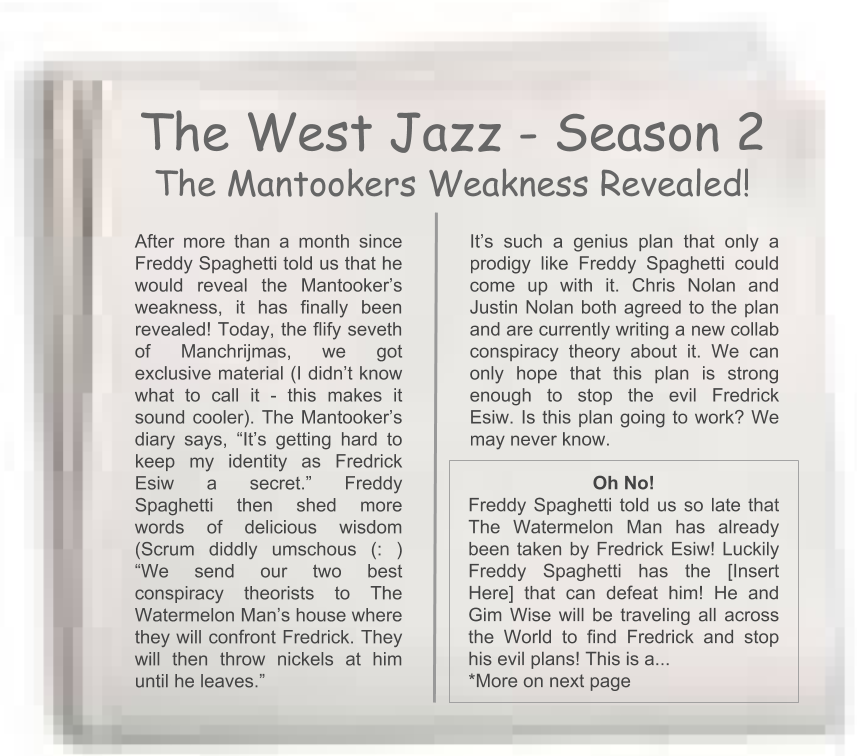 The West Jazz - Season 2
The Mantookers Weakness Revealed!
After more than a month since
Freddy Spaghetti told us that he
would reveal the Mantooker’s
weakness, it has finally been
revealed! Today, the flify seveth
of Manchrijmas, we got
exclusive material (I didn’t know
what to call it - this makes it
sound cooler). The Mantooker’s
diary says, “It’s getting hard to
keep my identity as Fredrick
Esiw a secret.” Freddy
Spaghetti then shed more
words of delicious wisdom
(Scrum diddly umschous (: )
“We send our two best
conspiracy theorists to The
Watermelon Man’s house where
they will confront Fredrick. They
will then throw nickels at him
until he leaves.”
It’s such a genius plan that only a
prodigy like Freddy Spaghetti could
come up with it. Chris Nolan and
Justin Nolan both agreed to the plan
and are currently writing a new collab
conspiracy theory about it. We can
only hope that this plan is strong
enough to stop the evil Fredrick
Esiw. Is this plan going to work? We
may never know.
Oh No!
Freddy Spaghetti told us so late that
The Watermelon Man has already
been taken by Fredrick Esiw! Luckily
Freddy Spaghetti has the [Insert
Here] that can defeat him! He and
Gim Wise will be traveling all across
the World to find Fredrick and stop
his evil plans! This is a...
*More on next page